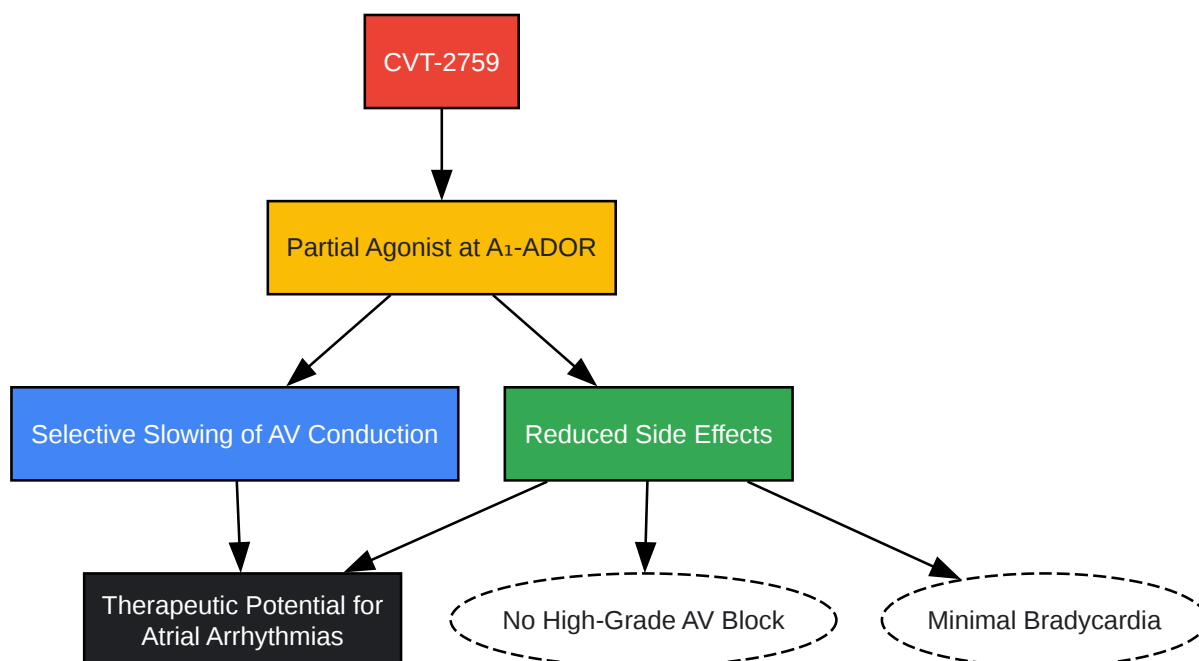 CVT-2759
Partial Agonist at A₁-ADOR
Selective Slowing of AV Conduction
Reduced Side Effects
Therapeutic Potential for
Atrial Arrhythmias
No High-Grade AV Block
Minimal Bradycardia